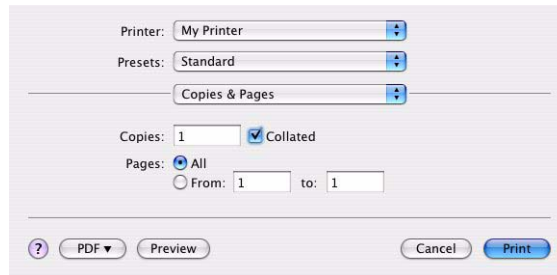 Printer: My Printer
Presets: Standard
Copies & Pages
Copies: 1 Collated
Pages: All
From: 1 to: 1
? PDF ▼ Preview Cancel Print